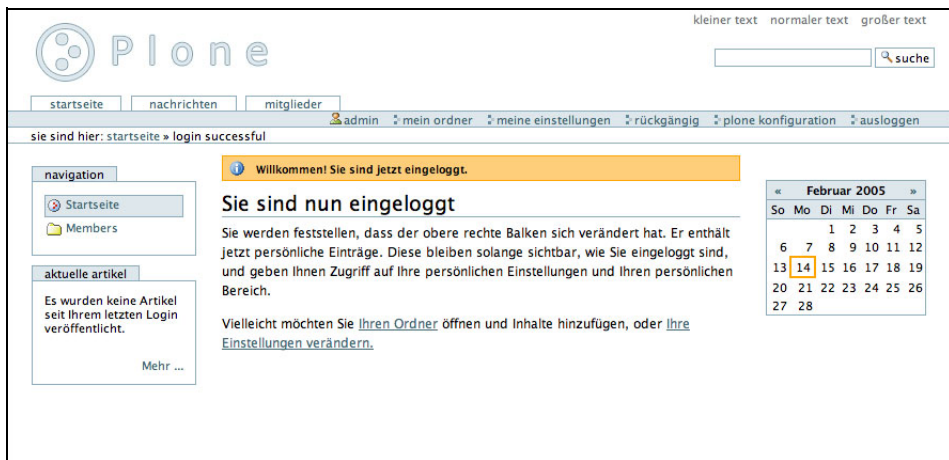 kleiner text normaler text großer text
Plone
suche
startseite nachrichten mitglieder
admin mein ordner meine einstellungen rückgängig plone konfiguration ausloggen
sie sind hier: startseite » login successful
navigation
Startseite
Members
aktuelle artikel
Es wurden keine Artikel
seit Ihrem letzten Login
veröffentlicht.
Mehr ...
Willkommen! Sie sind jetzt eingeloggt.
Sie sind nun eingeloggt
Sie werden feststellen, dass der obere rechte Balken sich verändert hat. Er enthält
jetzt persönliche Einträge. Diese bleiben solange sichtbar, wie Sie eingeloggt sind,
und geben Ihnen Zugriff auf Ihre persönlichen Einstellungen und Ihren persönlichen
Bereich.
Vielleicht möchten Sie Ihren Ordner öffnen und Inhalte hinzufügen, oder Ihre
Einstellungen verändern.
« Februar 2005 »
So Mo Di Mi Do Fr Sa
1 2 3 4 5
6 7 8 9 10 11 12
13 14 15 16 17 18 19
20 21 22 23 24 25 26
27 28